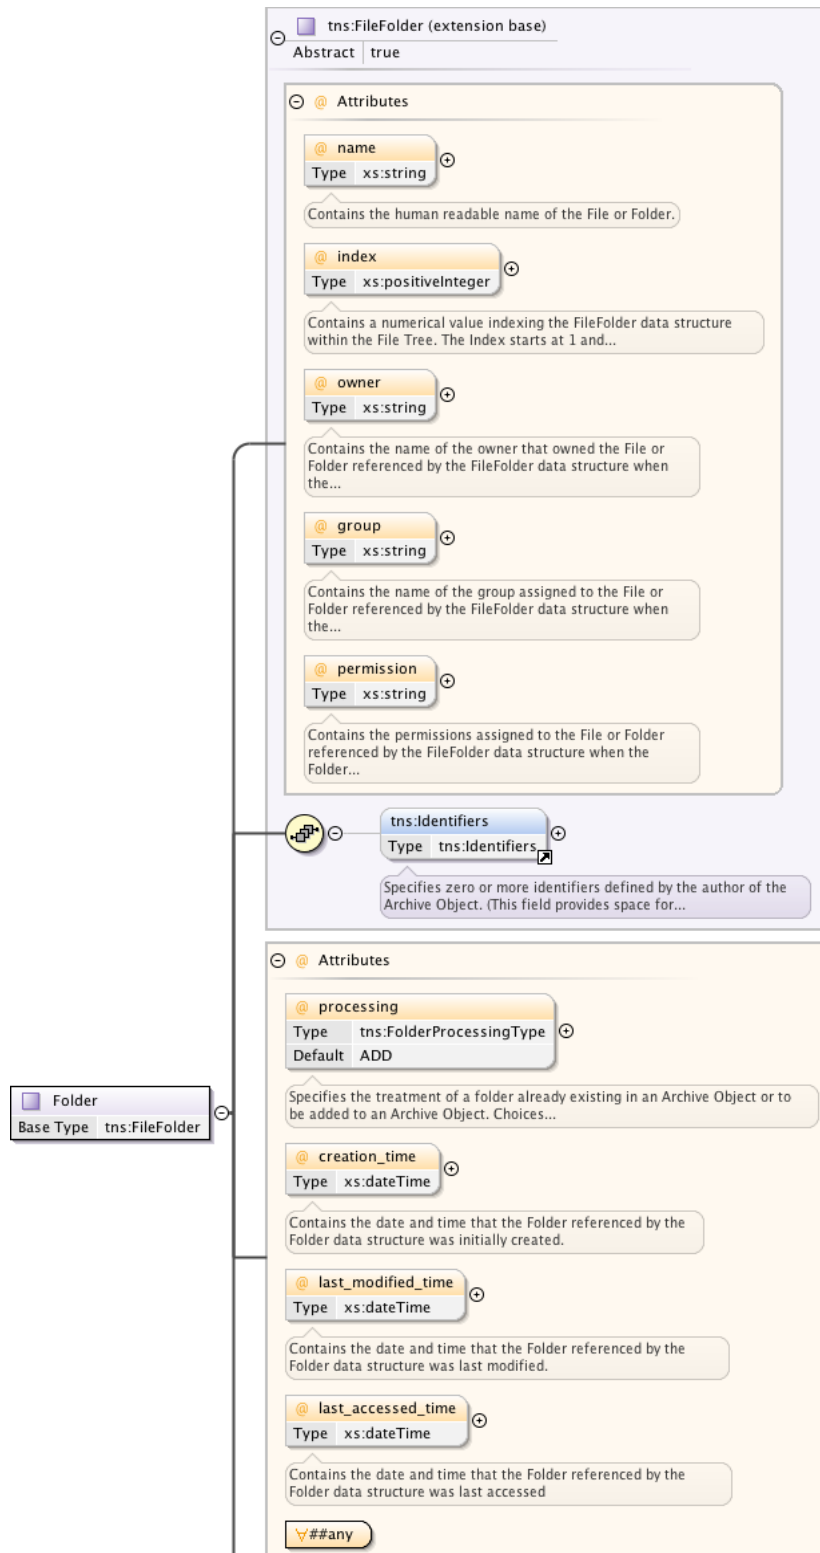 tns:FileFolder (extension base)
Abstract true
@ Attributes
@ name
Type xs:string
Contains the human readable name of the File or Folder.
@ index
Type xs:positiveInteger
Contains a numerical value indexing the FileFolder data structure
within the File Tree. The Index starts at 1 and...
@ owner
Type xs:string
Contains the name of the owner that owned the File or
Folder referenced by the FileFolder data structure when
the...
@ group
Type xs:string
Contains the name of the group assigned to the File or
Folder referenced by the FileFolder data structure when
the...
@ permission
Type xs:string
Contains the permissions assigned to the File or Folder
referenced by the FileFolder data structure when the
Folder...
tns:Identifiers
Type tns:Identifiers
Specifies zero or more identifiers defined by the author of the
Archive Object. (This field provides space for...
@ Attributes
@ processing
Type tns:FolderProcessingType
Default ADD
Specifies the treatment of a folder already existing in an Archive Object or to
be added to an Archive Object. Choices...
Folder
Base Type tns:FileFolder
@ creation_time
Type xs:dateTime
Contains the date and time that the Folder referenced by the
Folder data structure was initially created.
@ last_modified_time
Type xs:dateTime
Contains the date and time that the Folder referenced by the
Folder data structure was last modified.
@ last_accessed_time
Type xs:dateTime
Contains the date and time that the Folder referenced by the
Folder data structure was last accessed
∀##any